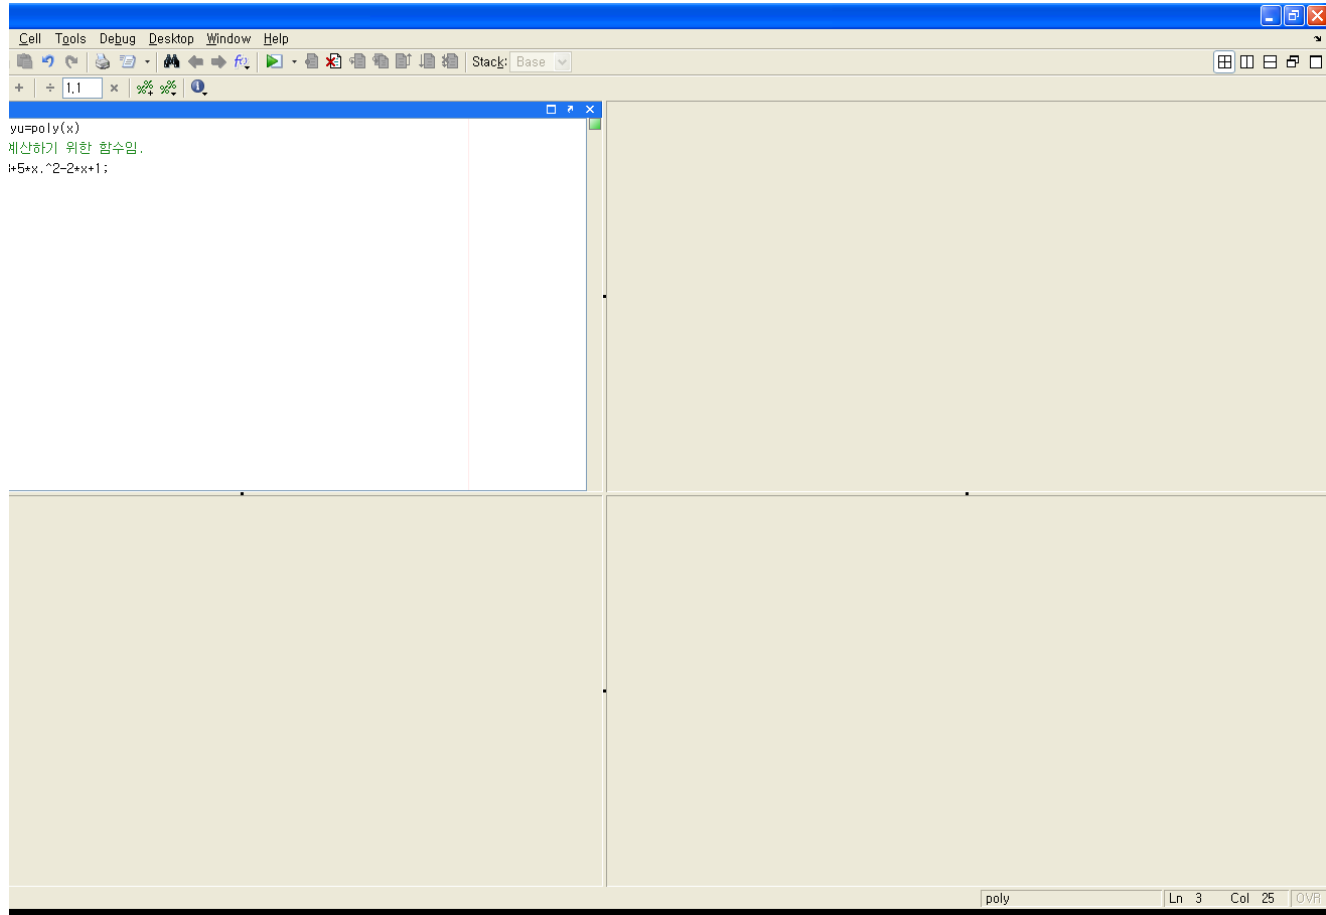 Cell Tools Debug Desktop Window Help
Stack: Base
+ ÷ 1.1 ×
yu=poly(x)
예산하기 위한 함수임.
+5*x.^2-2*x+1;
poly Ln 3 Col 25 OVR